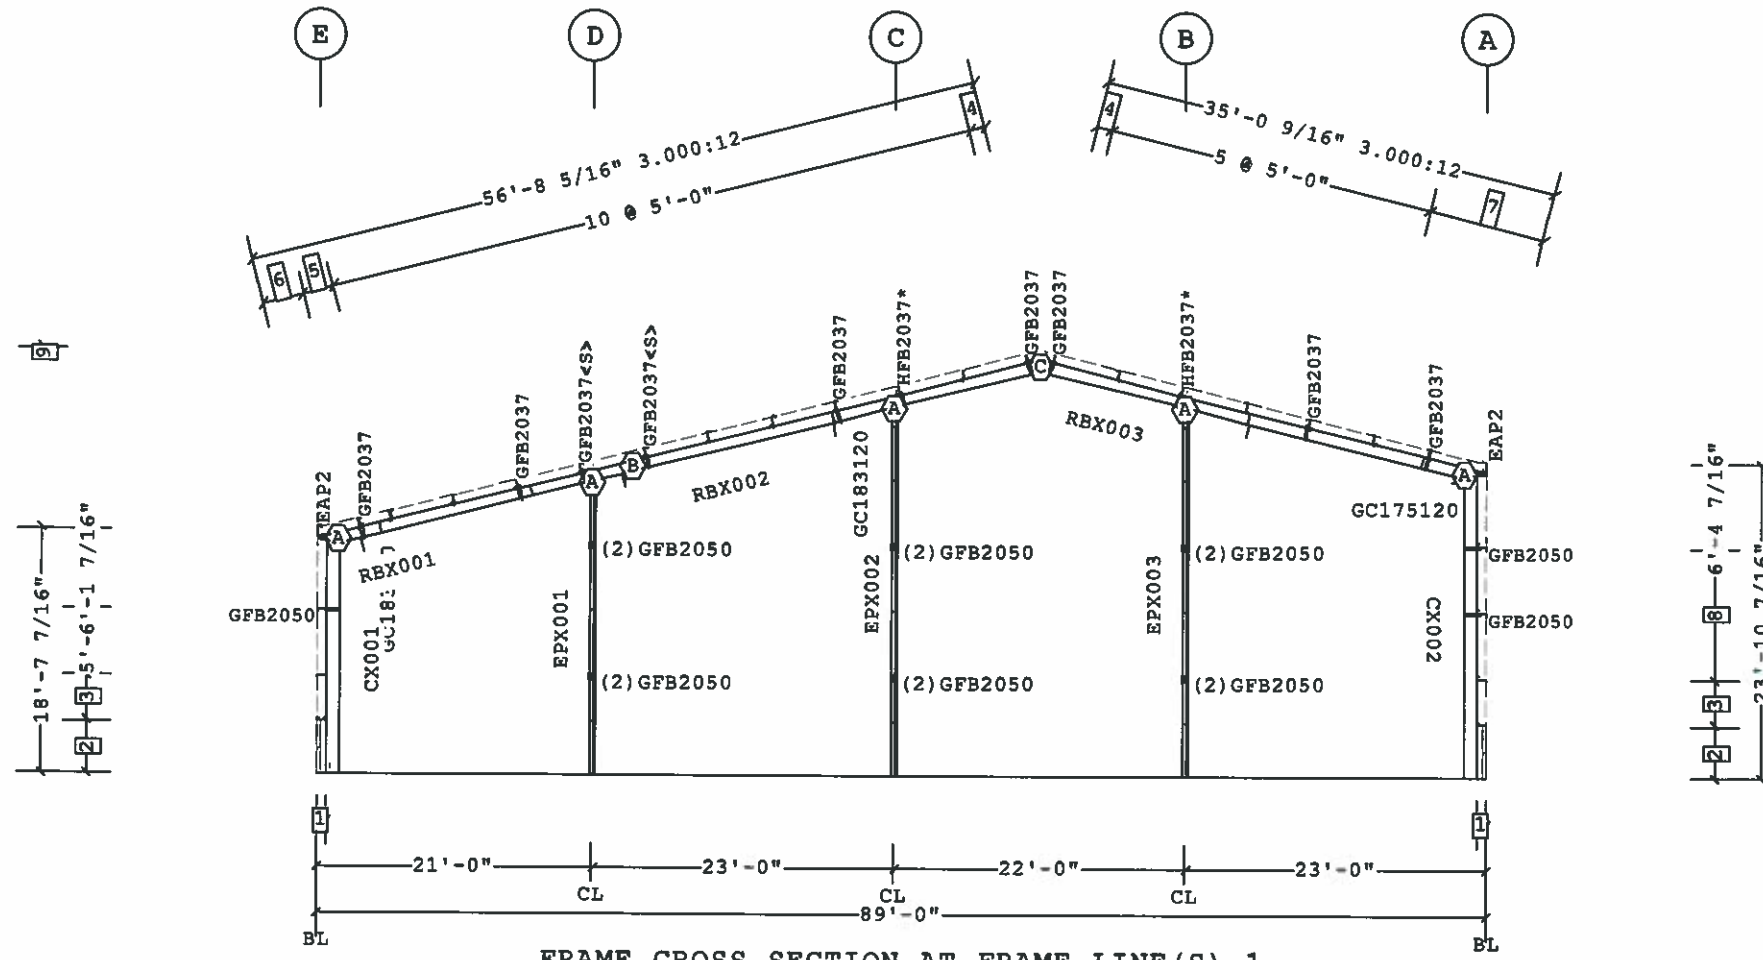 E
D
C
B
A
56'-8 5/16" 3.000:12
10 @ 5'-0"
4
6
5
35'-0 9/16" 3.000:12
5 @ 5'-0"
4
7
9
EAP2
GFB2037
GFB2037
GFB2037<S>
GFB2037<S>
GFB2037
HFB2037*
GFB2037
GFB2037
HFB2037*
GFB2037
GFB2037
EAP2
A
A
B
A
C
A
A
RBX001
RBX002
RBX003
GC183120
GC175120
18'-7 7/16"
5'-6'-1 7/16"
3
2
GFB2050
CX001
EPX001
(2)GFB2050
(2)GFB2050
EPX002
(2)GFB2050
(2)GFB2050
EPX003
(2)GFB2050
(2)GFB2050
CX002
GFB2050
GFB2050
6'-4 7/16"
8
3
2
23'-10 7/16"
1
1
21'-0"
23'-0"
22'-0"
23'-0"
CL
CL
CL
89'-0"
BL
BL
FRAME CROSS SECTION AT FRAME LINE(S) 1